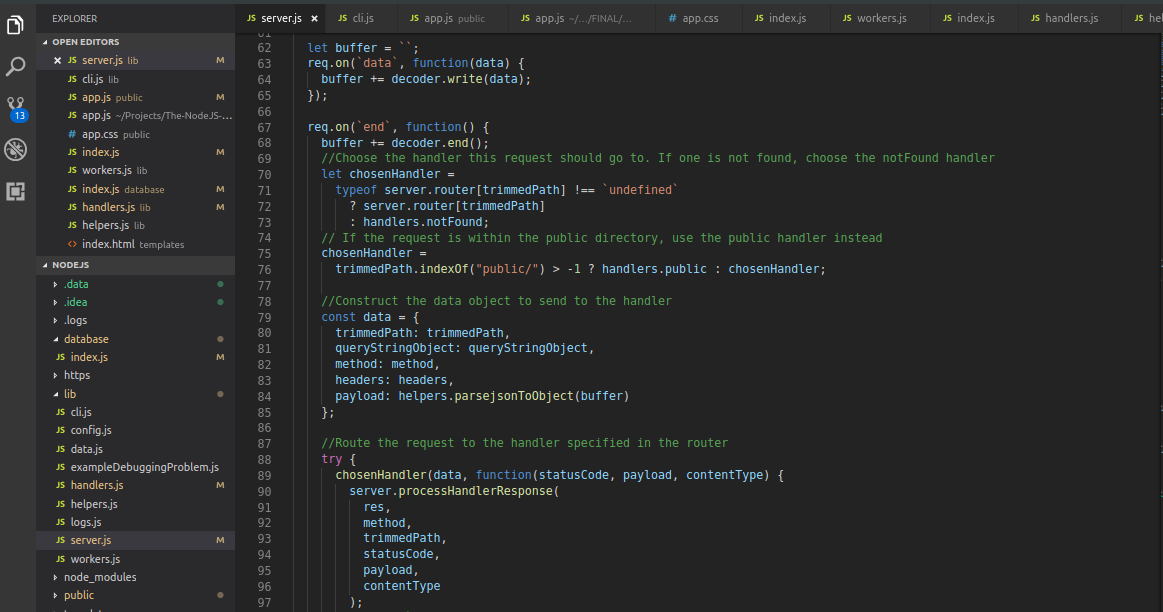 EXPLORER
OPEN EDITORS
× JS server.js lib M
JS cli.js lib
JS app.js public M
JS app.js ~/Projects/The-NodeJS-...
# app.css public
JS index.js M
JS workers.js lib
JS index.js database M
JS handlers.js lib M
JS helpers.js lib
<> index.html templates
NODEJS
.data
.idea
.logs
database
JS index.js M
https
lib
JS cli.js
JS config.js
JS data.js
JS exampleDebuggingProblem.js
JS handlers.js M
JS helpers.js
JS logs.js
JS server.js M
JS workers.js
node_modules
public
13
JS server.js × JS cli.js JS app.js public JS app.js ~/.../FINAL/... # app.css JS index.js JS workers.js JS index.js JS handlers.js JS hel
61
62 let buffer = ``;
63 req.on(`data`, function(data) {
64 buffer += decoder.write(data);
65 });
66
67 req.on(`end`, function() {
68 buffer += decoder.end();
69 //Choose the handler this request should go to. If one is not found, choose the notFound handler
70 let chosenHandler =
71 typeof server.router[trimmedPath] !== `undefined`
72 ? server.router[trimmedPath]
73 : handlers.notFound;
74 // If the request is within the public directory, use the public handler instead
75 chosenHandler =
76 trimmedPath.indexOf("public/") > -1 ? handlers.public : chosenHandler;
77
78 //Construct the data object to send to the handler
79 const data = {
80 trimmedPath: trimmedPath,
81 queryStringObject: queryStringObject,
82 method: method,
83 headers: headers,
84 payload: helpers.parsejsonToObject(buffer)
85 };
86
87 //Route the request to the handler specified in the router
88 try {
89 chosenHandler(data, function(statusCode, payload, contentType) {
90 server.processHandlerResponse(
91 res,
92 method,
93 trimmedPath,
94 statusCode,
95 payload,
96 contentType
97 );